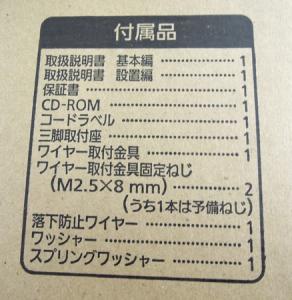 付属品
取扱説明書 基本編……………1
取扱説明書 設置編……………1
保証書……………1
CD-ROM……………1
コードラベル……………1
三脚取付座……………1
ワイヤー取付金具……………1
ワイヤー取付金具固定ねじ
(M2.5×8 mm)……………2
(うち1本は予備ねじ)
落下防止ワイヤー……………1
ワッシャー……………1
スプリングワッシャー……………1